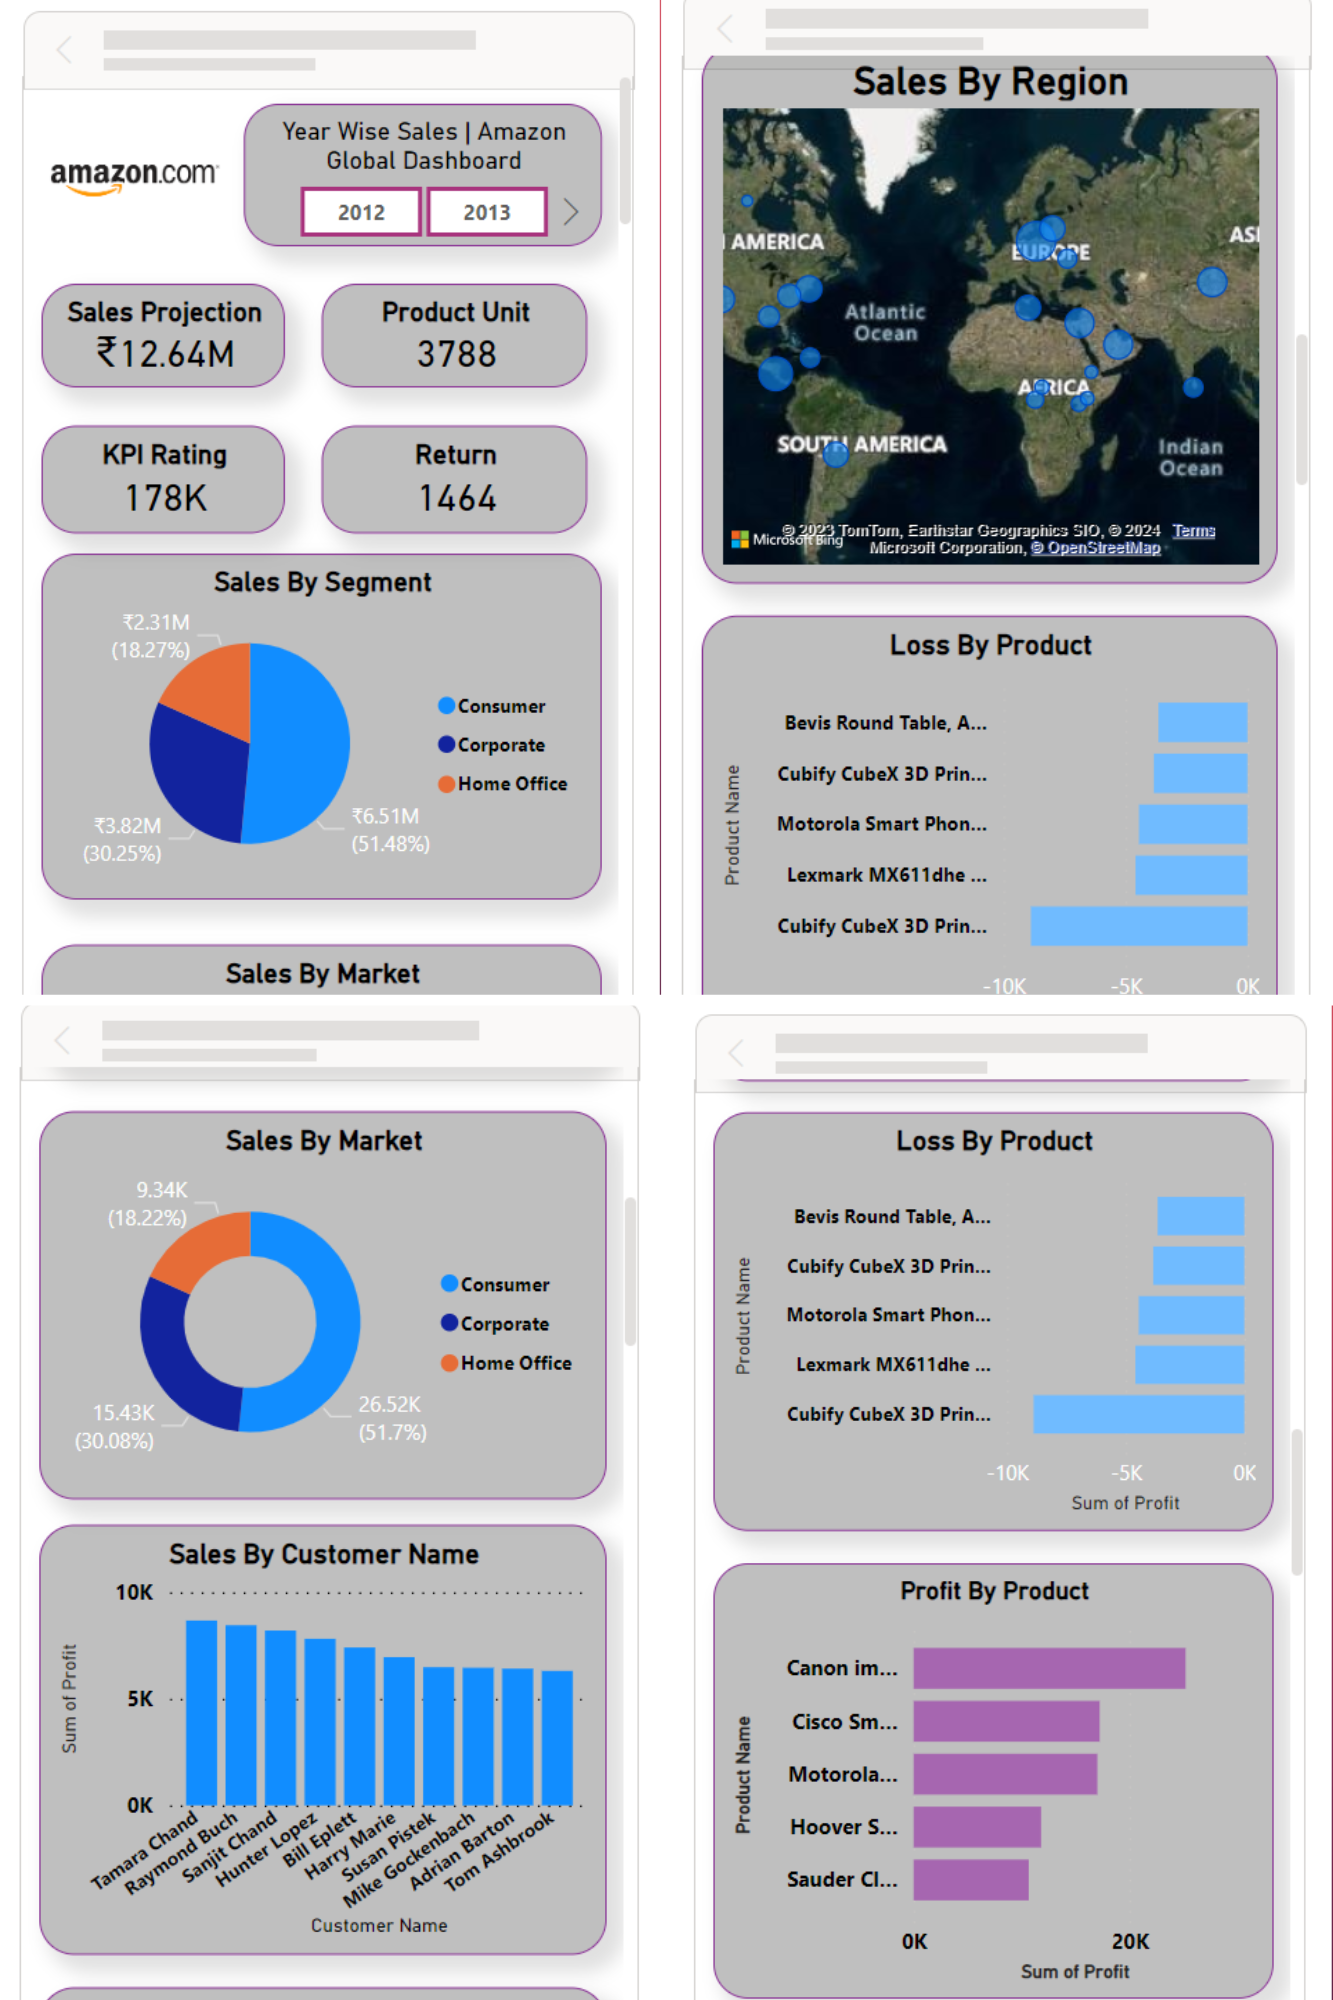 amazon.com
Year Wise Sales | Amazon
Global Dashboard
2012
2013
Sales Projection
₹12.64M
Product Unit
3788
KPI Rating
178K
Return
1464
Sales By Segment
₹2.31M
(18.27%)
Consumer
Corporate
Home Office
₹3.82M
(30.25%)
₹6.51M
(51.48%)
Sales By Market
Sales By Region
AMERICA
EUROPE
ASI
Atlantic
Ocean
AFRICA
SOUTH AMERICA
Indian
Ocean
© 2023 TomTom, Earthstar Geographics SIO, © 2024 Terms
Microsoft Bing
Microsoft Corporation, © OpenStreetMap
Loss By Product
Product Name
Bevis Round Table, A...
Cubify CubeX 3D Prin...
Motorola Smart Phon...
Lexmark MX611dhe ...
Cubify CubeX 3D Prin...
-10K
-5K
0K
Sales By Market
9.34K
(18.22%)
Consumer
Corporate
Home Office
15.43K
(30.08%)
26.52K
(51.7%)
Sales By Customer Name
10K
5K
0K
Sum of Profit
Tamara Chand
Raymond Buch
Sanjit Chand
Hunter Lopez
Bill Eplett
Harry Marie
Susan Pistek
Mike Gockenbach
Adrian Barton
Tom Ashbrook
Customer Name
Loss By Product
Product Name
Bevis Round Table, A...
Cubify CubeX 3D Prin...
Motorola Smart Phon...
Lexmark MX611dhe ...
Cubify CubeX 3D Prin...
-10K
-5K
0K
Sum of Profit
Profit By Product
Product Name
Canon im...
Cisco Sm...
Motorola...
Hoover S...
Sauder Cl...
0K
20K
Sum of Profit